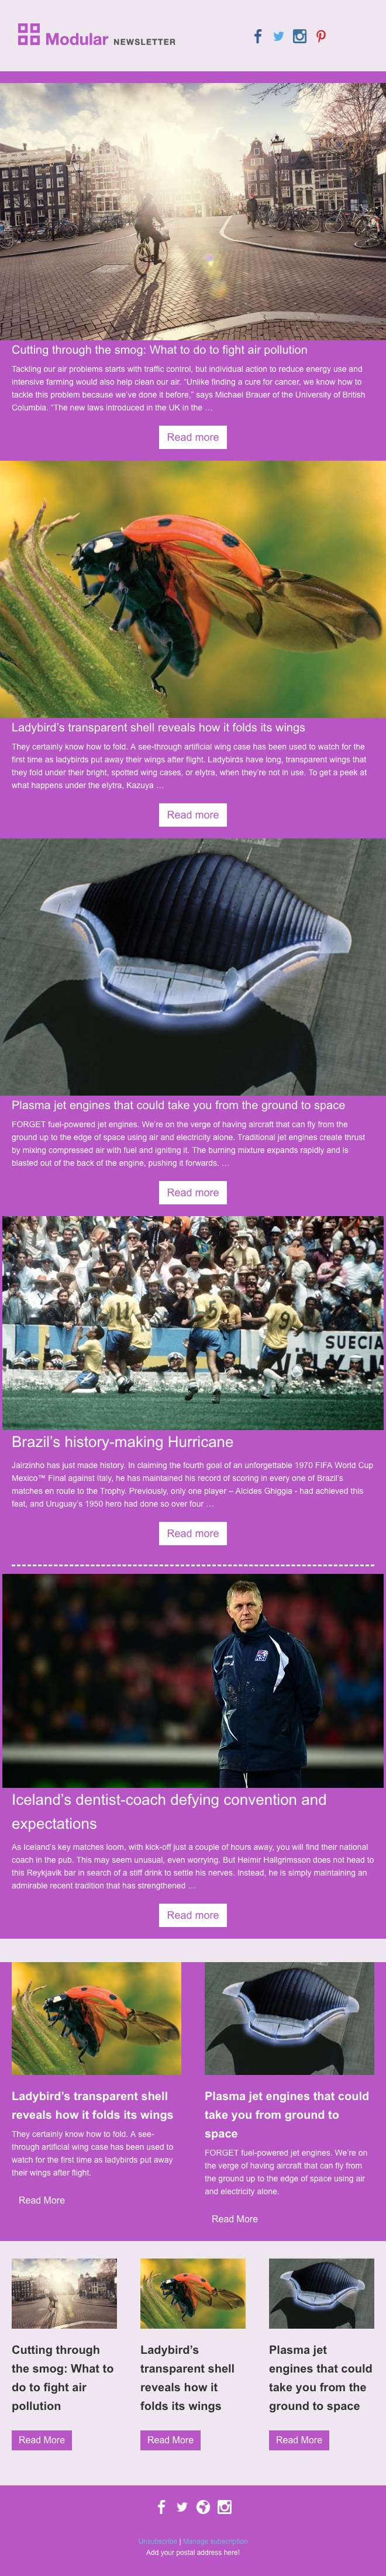 Modular NEWSLETTER
Cutting through the smog: What to do to fight air pollution
Tackling our air problems starts with traffic control, but individual action to reduce energy use and
intensive farming would also help clean our air. “Unlike finding a cure for cancer, we know how to
tackle this problem because we’ve done it before,” says Michael Brauer of the University of British
Columbia. “The new laws introduced in the UK in the …
Read more
Ladybird’s transparent shell reveals how it folds its wings
They certainly know how to fold. A see-through artificial wing case has been used to watch for the
first time as ladybirds put away their wings after flight. Ladybirds have long, transparent wings that
they fold under their bright, spotted wing cases, or elytra, when they’re not in use. To get a peek at
what happens under the elytra, Kazuya …
Read more
Plasma jet engines that could take you from the ground to space
FORGET fuel-powered jet engines. We’re on the verge of having aircraft that can fly from the
ground up to the edge of space using air and electricity alone. Traditional jet engines create thrust
by mixing compressed air with fuel and igniting it. The burning mixture expands rapidly and is
blasted out of the back of the engine, pushing it forwards. …
Read more
11
5
9
SUECIA
Brazil’s history-making Hurricane
Jairzinho has just made history. In claiming the fourth goal of an unforgettable 1970 FIFA World Cup
Mexico™ Final against Italy, he has maintained his record of scoring in every one of Brazil’s
matches en route to the Trophy. Previously, only one player – Alcides Ghiggia - had achieved this
feat, and Uruguay’s 1950 hero had done so over four …
Read more
Iceland’s dentist-coach defying convention and
expectations
As Iceland’s key matches loom, with kick-off just a couple of hours away, you will find their national
coach in the pub. This may seem unusual, even worrying. But Heimir Hallgrimsson does not head to
this Reykjavik bar in search of a stiff drink to settle his nerves. Instead, he is simply maintaining an
admirable recent tradition that has strengthened …
Read more
Ladybird’s transparent shell
reveals how it folds its wings
They certainly know how to fold. A see-
through artificial wing case has been used to
watch for the first time as ladybirds put away
their wings after flight.
Read More
Plasma jet engines that could
take you from ground to
space
FORGET fuel-powered jet engines. We’re on
the verge of having aircraft that can fly from
the ground up to the edge of space using air
and electricity alone.
Read More
Cutting through
the smog: What to
do to fight air
pollution
Read More
Ladybird’s
transparent shell
reveals how it
folds its wings
Read More
Plasma jet
engines that could
take you from the
ground to space
Read More
Unsubscribe | Manage subscription
Add your postal address here!